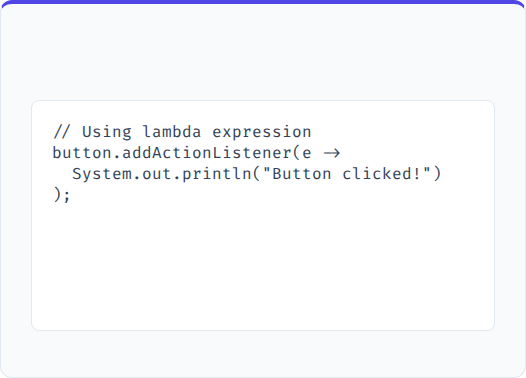 // Using lambda expression
button.addActionListener(e ->
  System.out.println("Button clicked!")
);